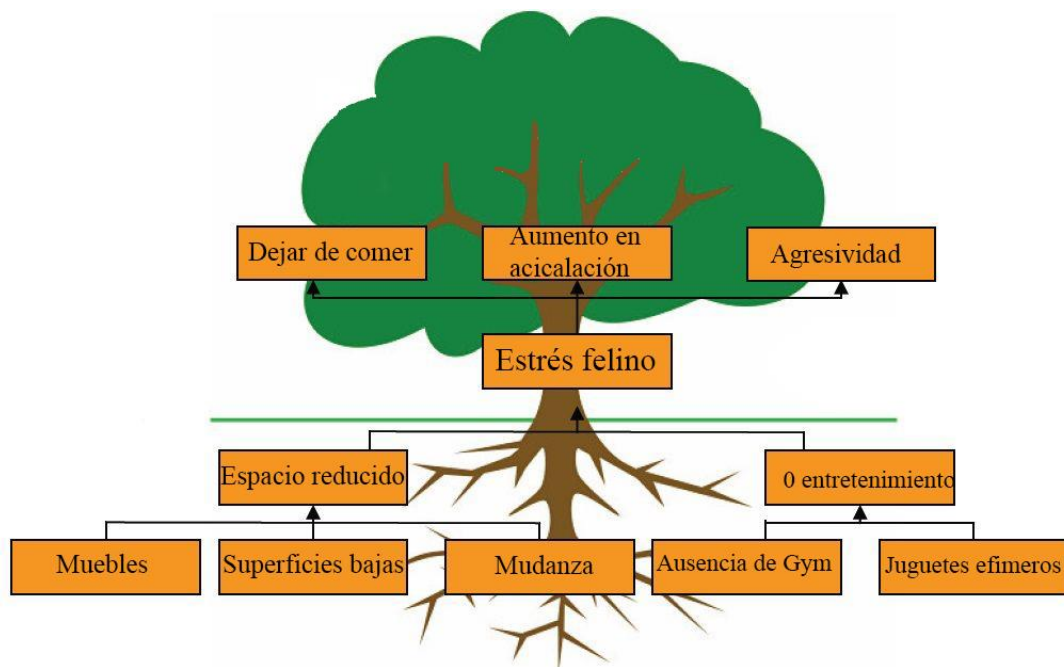 Dejar de comer
Aumento en
acicalación
Agresividad
Estrés felino
Espacio reducido
0 entretenimiento
Muebles
Superficies bajas
Mudanza
Ausencia de Gym
Juguetes efimeros